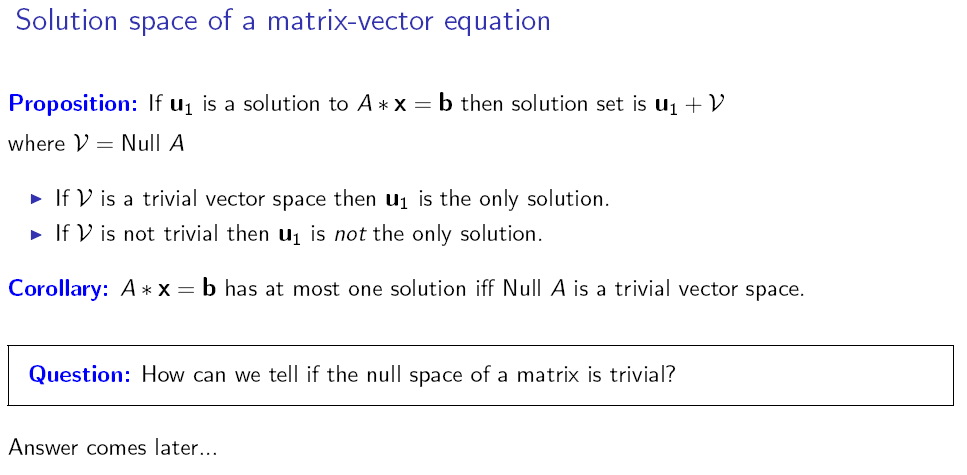 Solution space of a matrix-vector equation
Proposition: If u₁ is a solution to A ∗ x = b then solution set is u₁ + 𝒱
where 𝒱 = Null A
▶ If 𝒱 is a trivial vector space then u₁ is the only solution.
▶ If 𝒱 is not trivial then u₁ is not the only solution.
Corollary: A ∗ x = b has at most one solution iff Null A is a trivial vector space.
Question: How can we tell if the null space of a matrix is trivial?
Answer comes later...